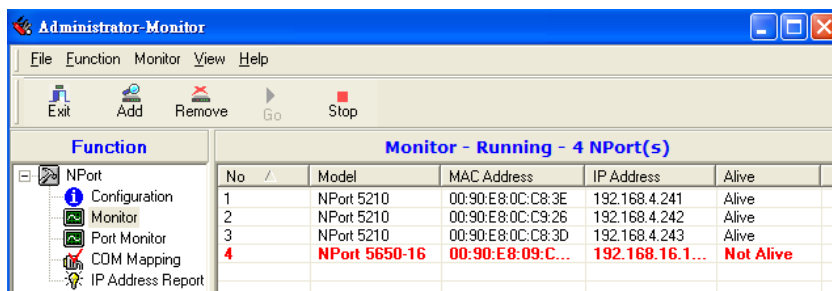 Administrator-Monitor
File Function Monitor View Help
Exit Add Remove Go Stop
Function
Monitor - Running - 4 NPort(s)
NPort
Configuration
Monitor
Port Monitor
COM Mapping
IP Address Report
No Model MAC Address IP Address Alive
1 NPort 5210 00:90:E8:0C:C8:3E 192.168.4.241 Alive
2 NPort 5210 00:90:E8:0C:C9:26 192.168.4.242 Alive
3 NPort 5210 00:90:E8:0C:C8:3D 192.168.4.243 Alive
4 NPort 5650-16 00:90:E8:09:C... 192.168.16.1... Not Alive